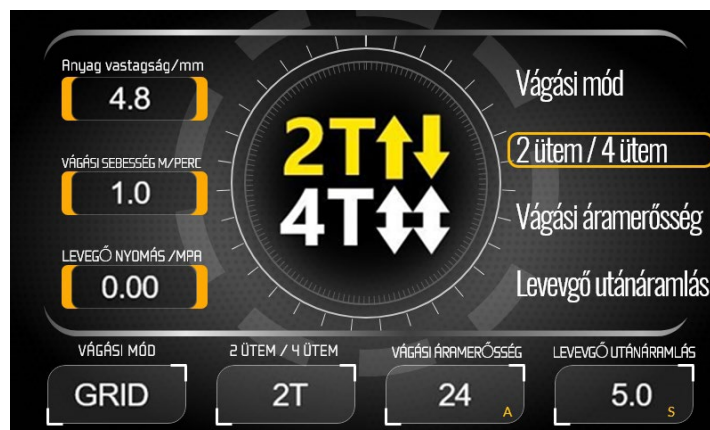 Anyag vastagság/mm
4.8
VÁGÁSI SEBESSÉG M/PERC
1.0
LEVEGŐ NYOMÁS /MPA
0.00
2T
4T
Vágási mód
2 ütem / 4 ütem
Vágási áramerősség
Levevgő utánáramlás
VÁGÁSI MÓD
GRID
2 ÜTEM / 4 ÜTEM
2T
VÁGÁSI ÁRAMERŐSSÉG
24 A
LEVEVGŐ UTÁNÁRAMLÁS
5.0 S